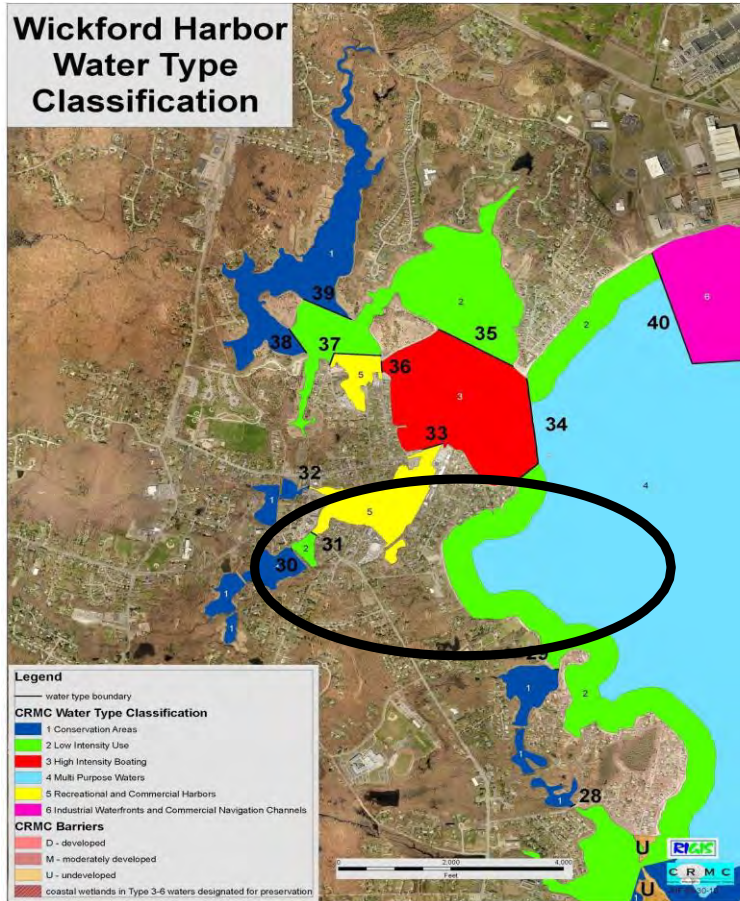 Wickford Harbor
Water Type
Classification
1
39
2
38
37
35
2
6
40
5
36
3
34
33
4
32
1
5
31
2
30
1
1
1
2
1
28
1
U
U
RIGIS
CRMC
Legend
water type boundary
CRMC Water Type Classification
1 Conservation Areas
2 Low Intensity Use
3 High Intensity Boating
4 Multi Purpose Waters
5 Recreational and Commercial Harbors
6 Industrial Waterfronts and Commercial Navigation Channels
CRMC Barriers
D - developed
M - moderately developed
U - undeveloped
coastal wetlands in Type 3-6 waters designated for preservation
0 2,000 4,000
Feet